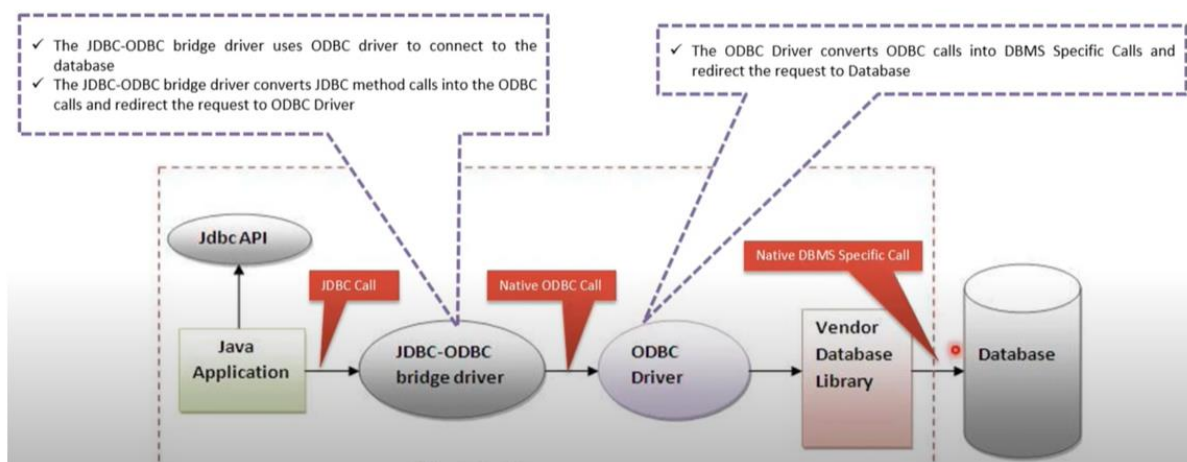 ✓ The JDBC-ODBC bridge driver uses ODBC driver to connect to the
database
✓ The JDBC-ODBC bridge driver converts JDBC method calls into the ODBC
calls and redirect the request to ODBC Driver
✓ The ODBC Driver converts ODBC calls into DBMS Specific Calls and
redirect the request to Database
Jdbc API
JDBC Call
Native ODBC Call
Native DBMS Specific Call
Java
Application
JDBC-ODBC
bridge driver
ODBC
Driver
Vendor
Database
Library
Database